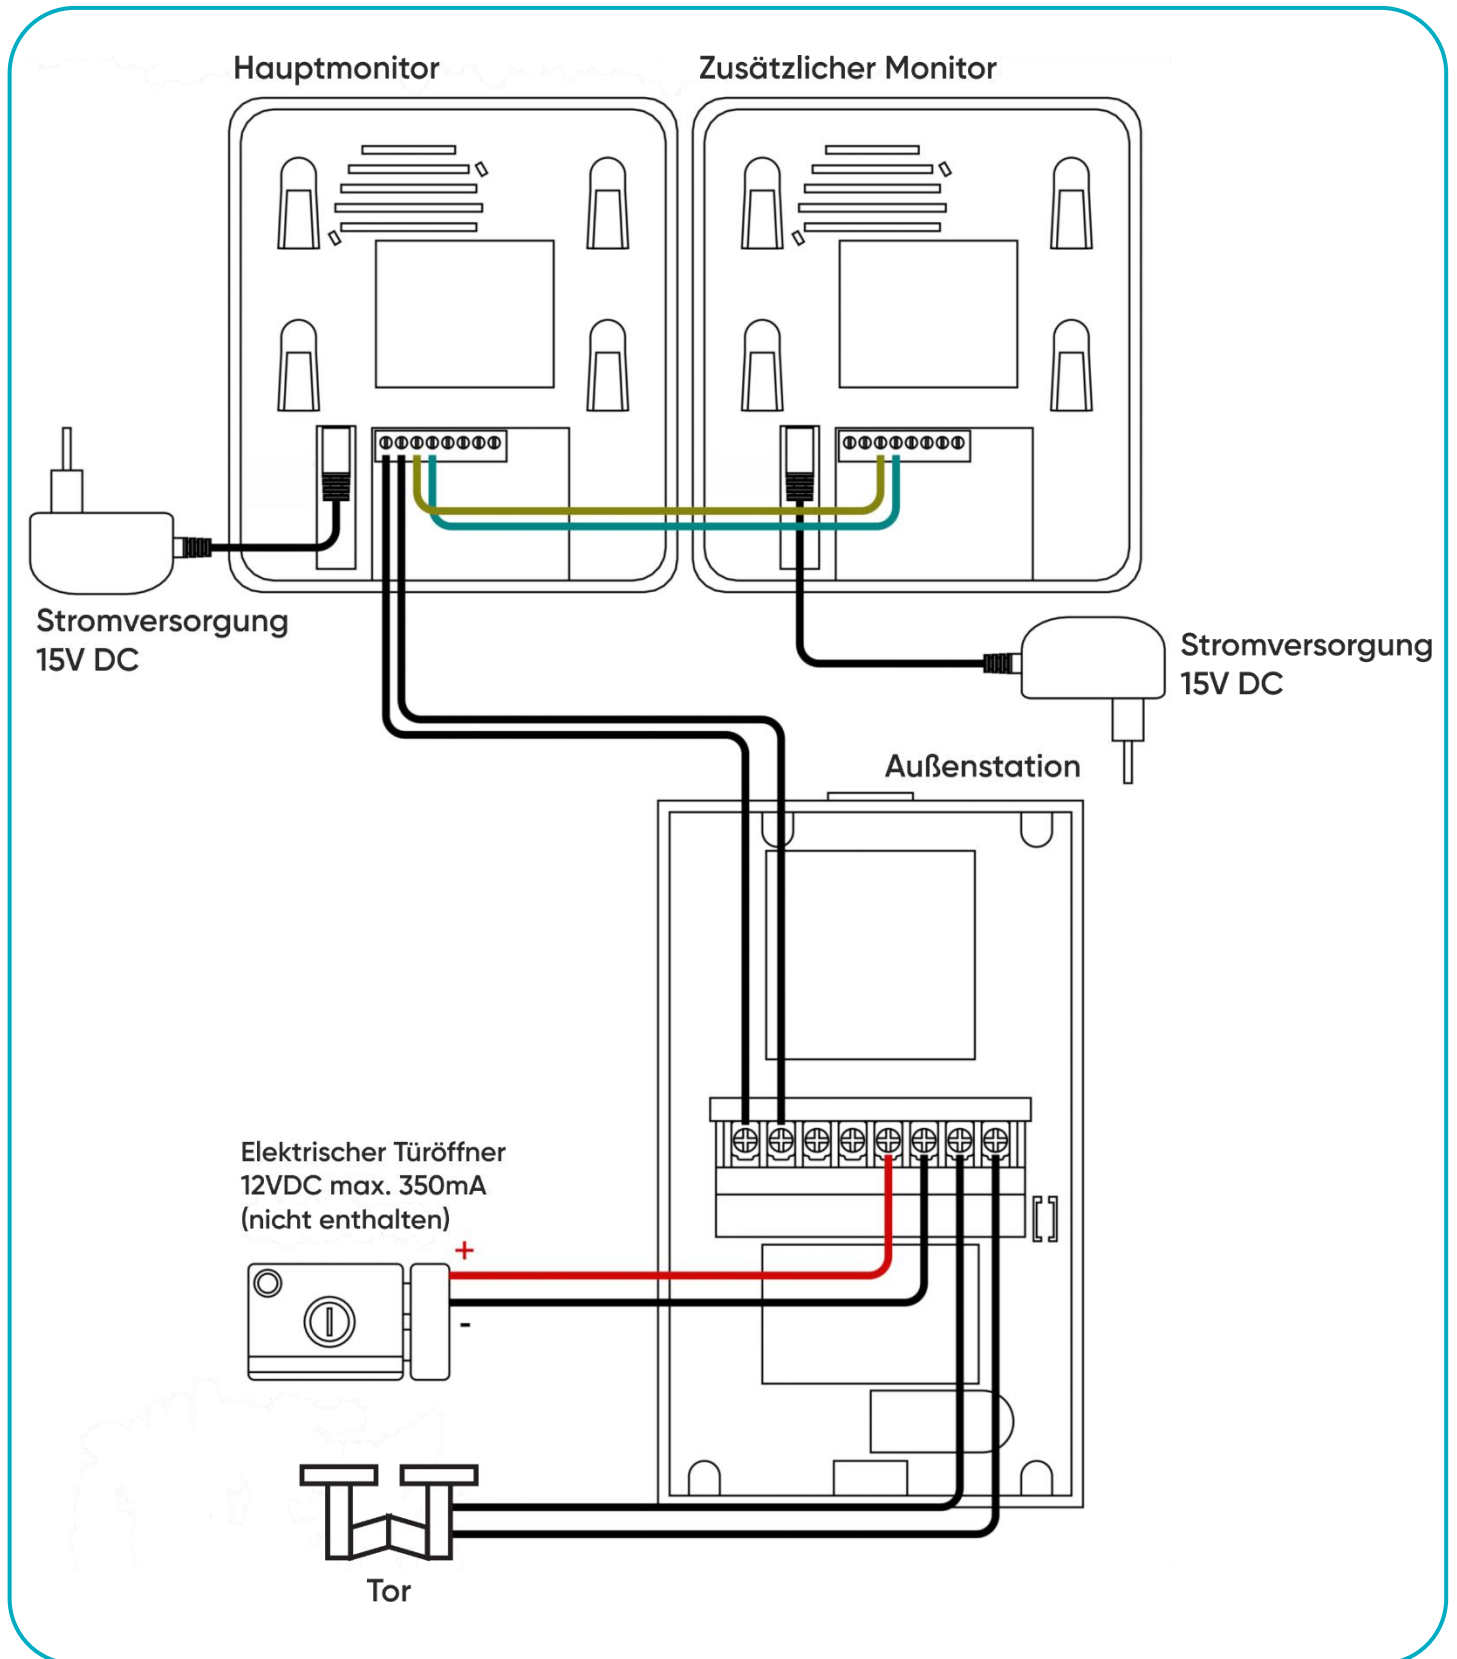 Hauptmonitor
Zusätzlicher Monitor
Stromversorgung
15V DC
Stromversorgung
15V DC
Außenstation
Elektrischer Türöffner
12VDC max. 350mA
(nicht enthalten)
+
-
Tor